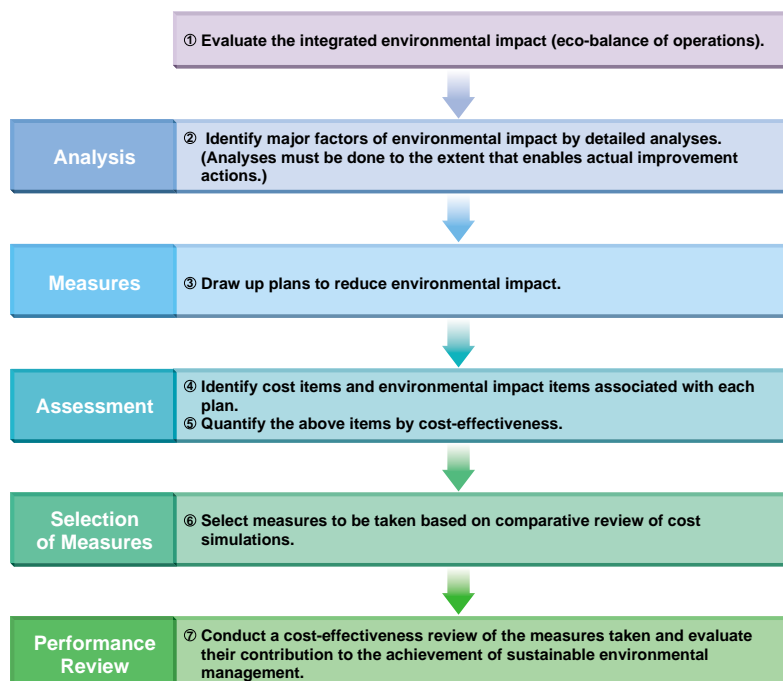 ① Evaluate the integrated environmental impact (eco-balance of operations).
Analysis
② Identify major factors of environmental impact by detailed analyses.
(Analyses must be done to the extent that enables actual improvement
actions.)
Measures
③ Draw up plans to reduce environmental impact.
Assessment
④ Identify cost items and environmental impact items associated with each
plan.
⑤ Quantify the above items by cost-effectiveness.
Selection
of Measures
⑥ Select measures to be taken based on comparative review of cost
simulations.
Performance
Review
⑦ Conduct a cost-effectiveness review of the measures taken and evaluate
their contribution to the achievement of sustainable environmental
management.